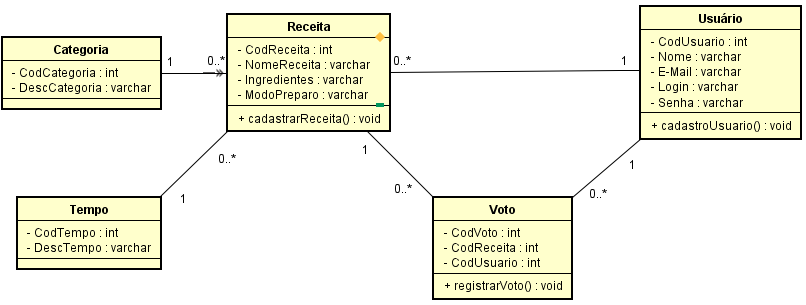 Categoria
- CodCategoria : int
- DescCategoria : varchar
1
0..*
Receita
- CodReceita : int
- NomeReceita : varchar
- Ingredientes : varchar
- ModoPreparo : varchar
+ cadastrarReceita() : void
0..*
1
Usuário
- CodUsuario : int
- Nome : varchar
- E-Mail : varchar
- Login : varchar
- Senha : varchar
+ cadastroUsuario() : void
0..*
1
1
0..*
1
0..*
Tempo
- CodTempo : int
- DescTempo : varchar
Voto
- CodVoto : int
- CodReceita : int
- CodUsuario : int
+ registrarVoto() : void